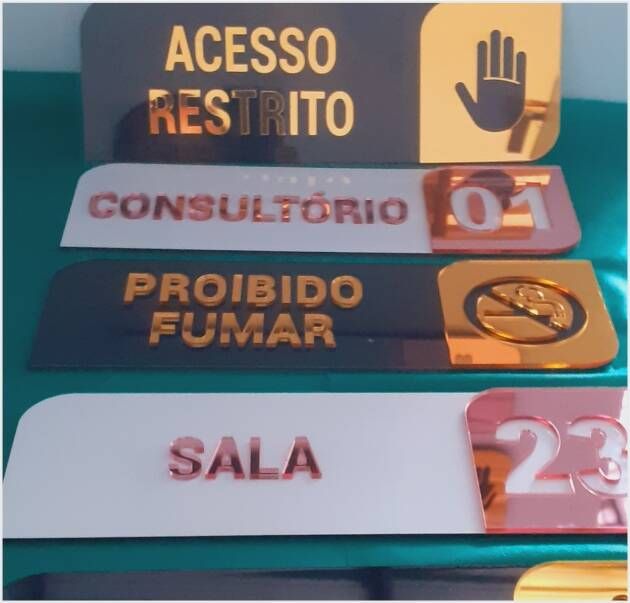 ACESSO
RESTRITO
CONSULTÓRIO 01
PROIBIDO
FUMAR
SALA 23